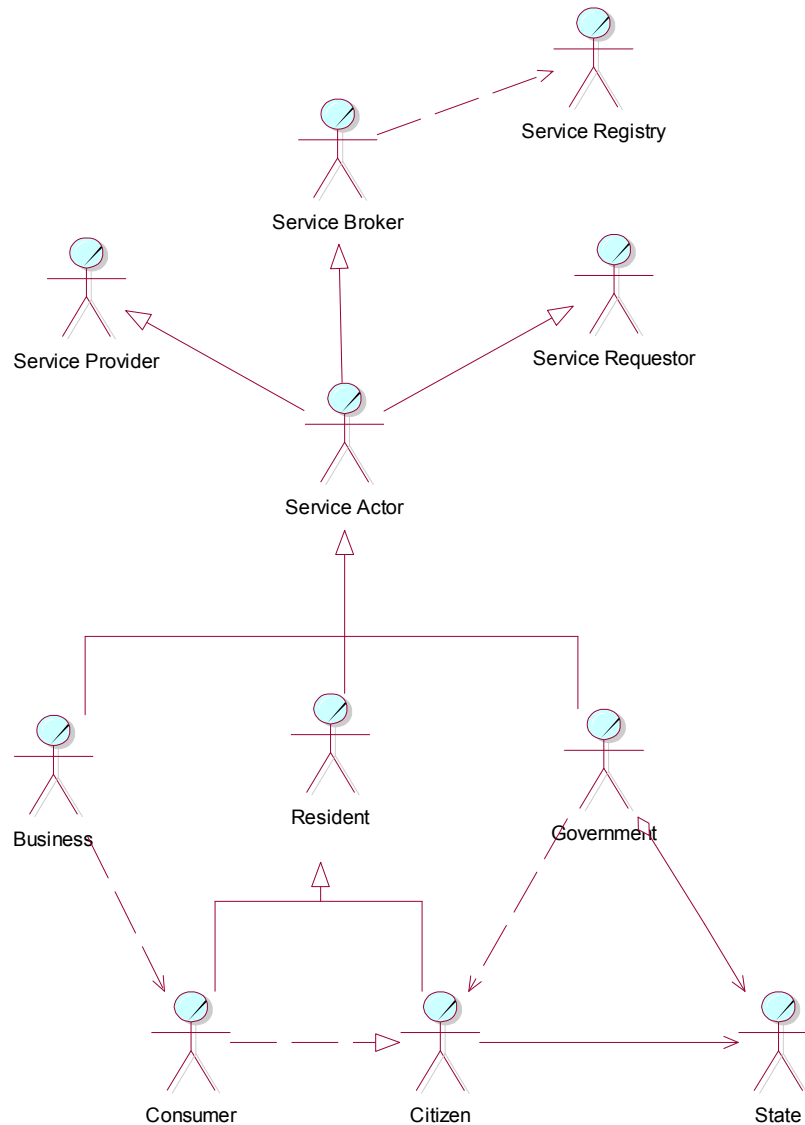 Service Registry
Service Broker
Service Provider
Service Requestor
Service Actor
Business
Resident
Government
Consumer
Citizen
State